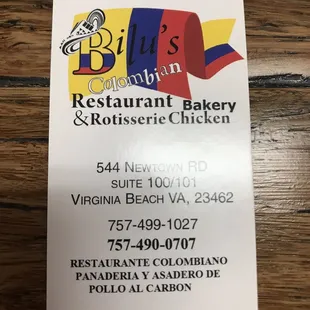 Bilu's
Colombian
Restaurant Bakery
& Rotisserie Chicken
544 Newtown RD
SUITE 100/101
Virginia Beach VA, 23462
757-499-1027
757-490-0707
RESTAURANTE COLOMBIANO
PANADERIA Y ASADERO DE
POLLO AL CARBON